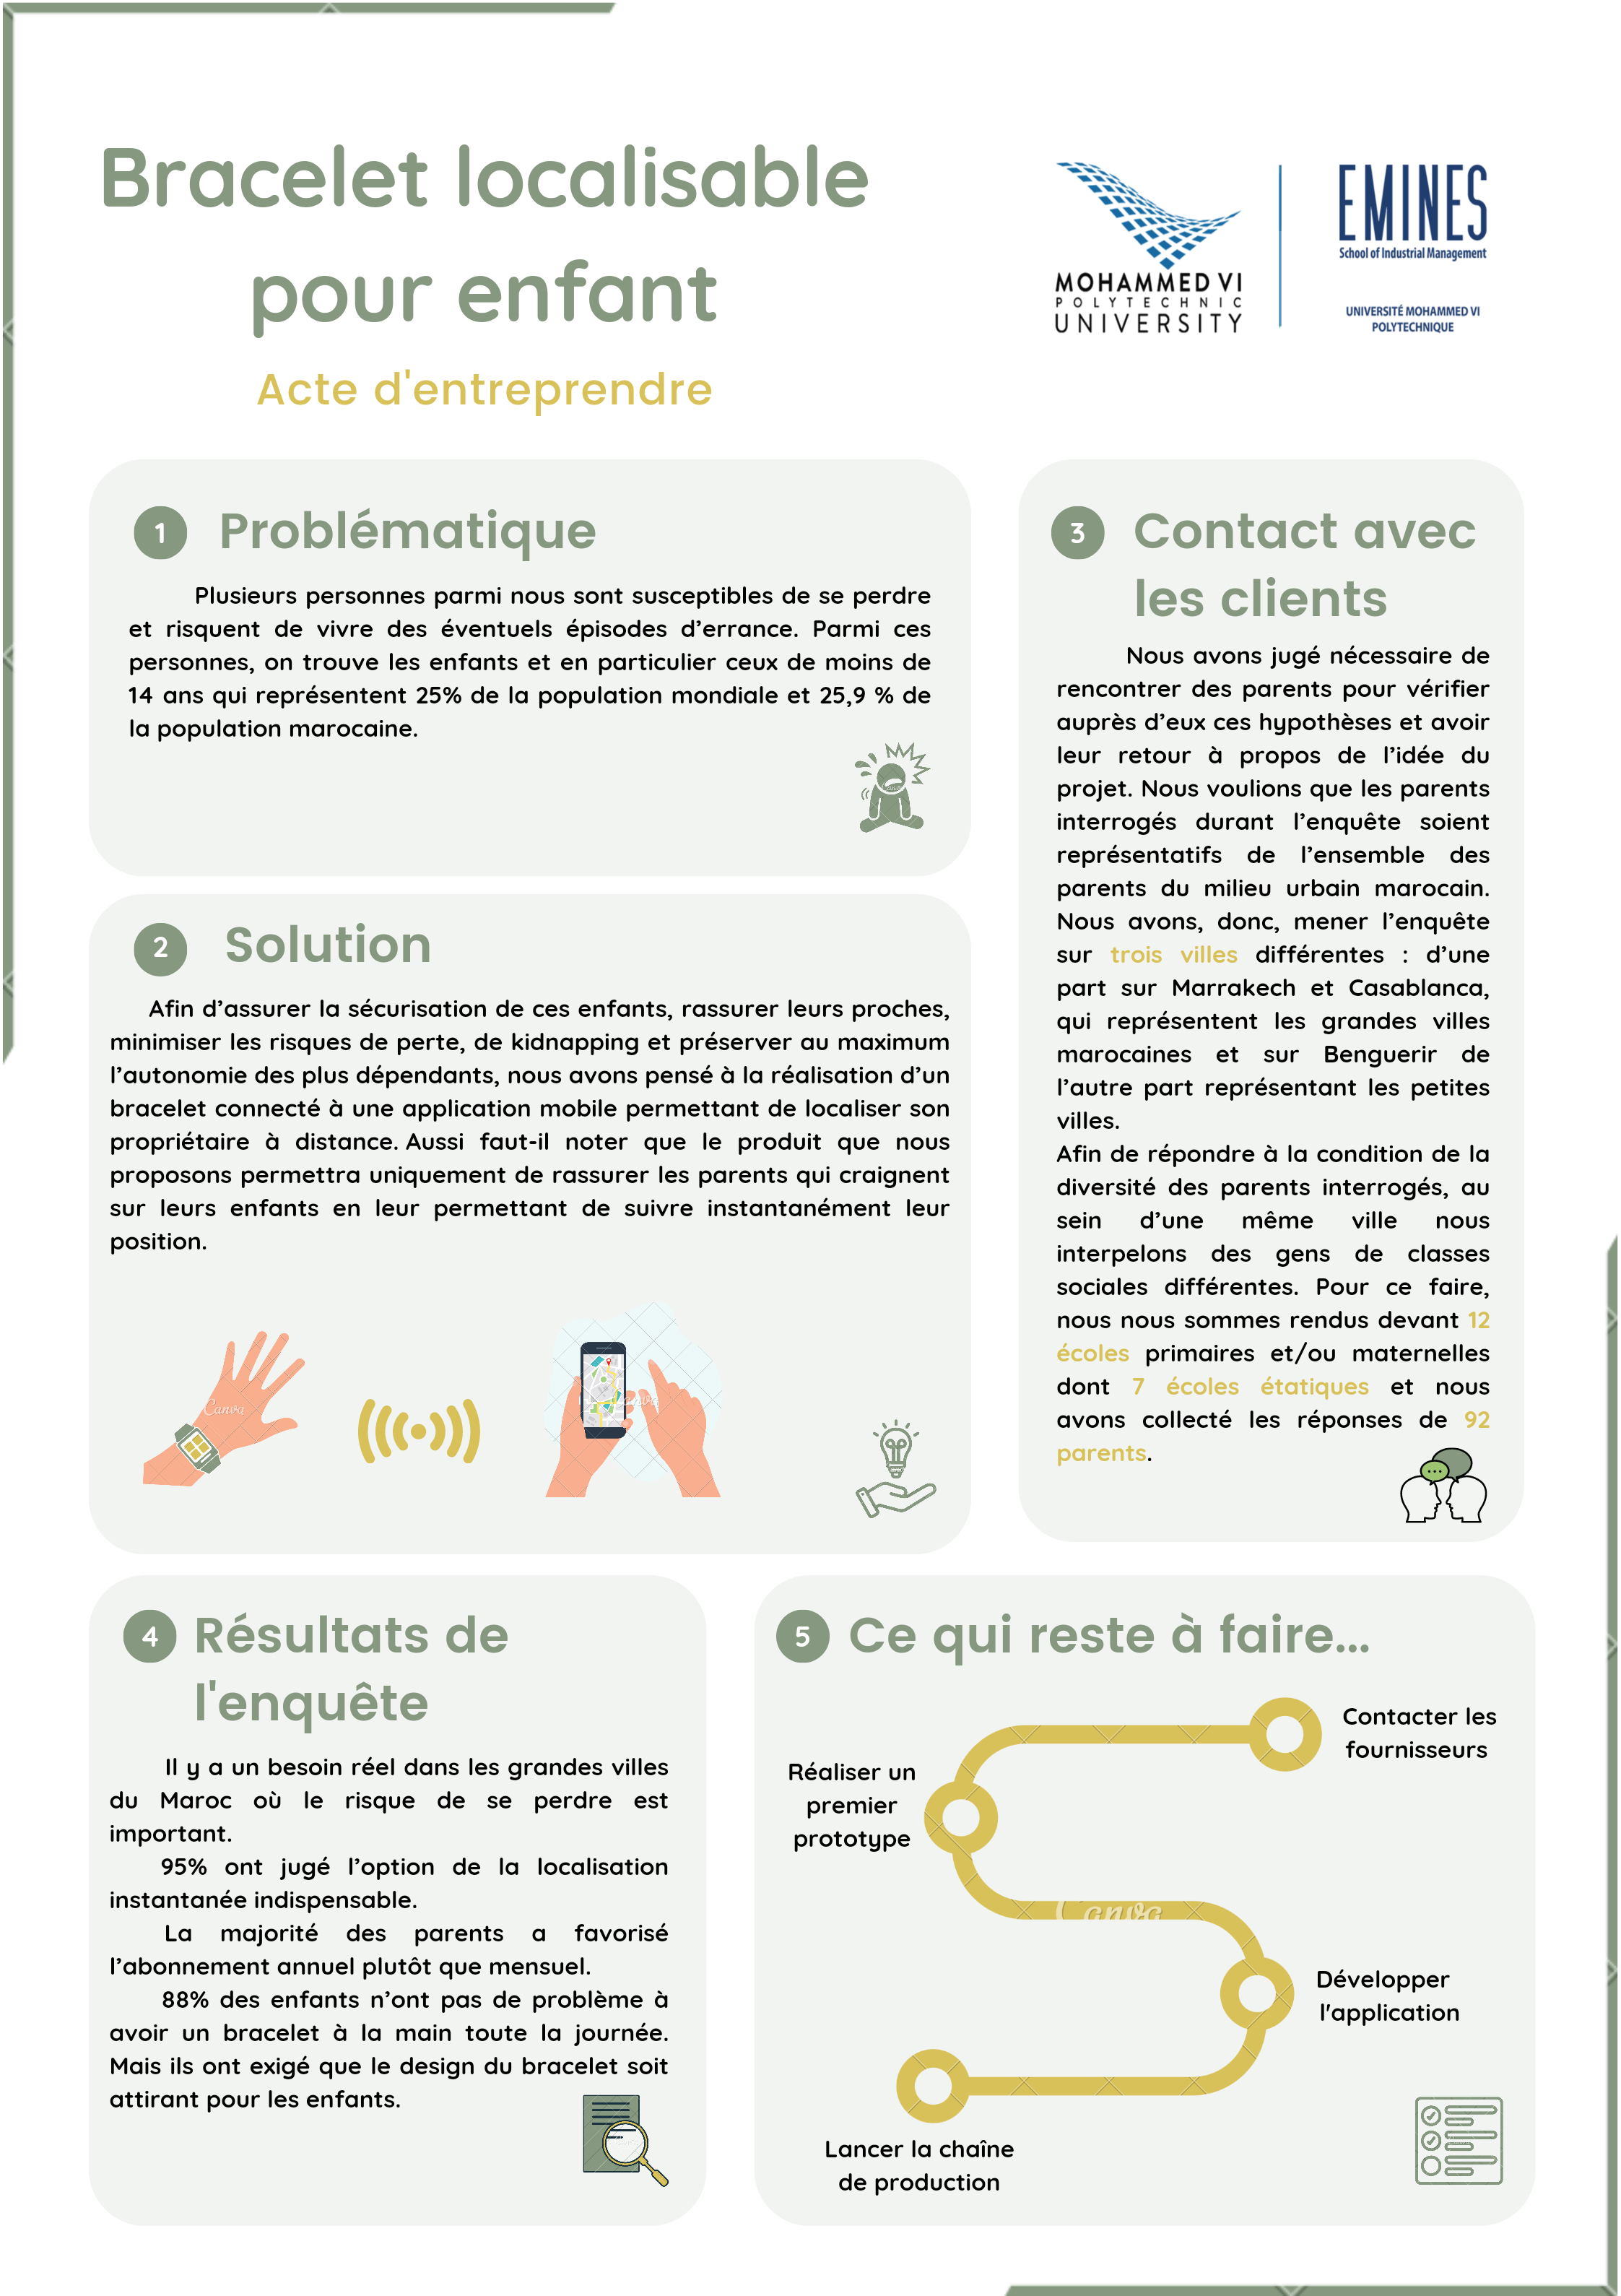 Bracelet localisable
pour enfant
Acte d'entreprendre
MOHAMMED VI
POLYTECHNIC
UNIVERSITY
EMINES
School of Industrial Management
UNIVERSITÉ MOHAMMED VI
POLYTECHNIQUE
1 Problématique
Plusieurs personnes parmi nous sont susceptibles de se perdre
et risquent de vivre des éventuels épisodes d’errance. Parmi ces
personnes, on trouve les enfants et en particulier ceux de moins de
14 ans qui représentent 25% de la population mondiale et 25,9 % de
la population marocaine.
2 Solution
Afin d’assurer la sécurisation de ces enfants, rassurer leurs proches,
minimiser les risques de perte, de kidnapping et préserver au maximum
l’autonomie des plus dépendants, nous avons pensé à la réalisation d’un
bracelet connecté à une application mobile permettant de localiser son
propriétaire à distance. Aussi faut-il noter que le produit que nous
proposons permettra uniquement de rassurer les parents qui craignent
sur leurs enfants en leur permettant de suivre instantanément leur
position.
Canva
Canva
3 Contact avec
les clients
Nous avons jugé nécessaire de
rencontrer des parents pour vérifier
auprès d’eux ces hypothèses et avoir
leur retour à propos de l’idée du
projet. Nous voulions que les parents
interrogés durant l’enquête soient
représentatifs de l’ensemble des
parents du milieu urbain marocain.
Nous avons, donc, mener l’enquête
sur trois villes différentes : d’une
part sur Marrakech et Casablanca,
qui représentent les grandes villes
marocaines et sur Benguerir de
l’autre part représentant les petites
villes.
Afin de répondre à la condition de la
diversité des parents interrogés, au
sein d’une même ville nous
interpelons des gens de classes
sociales différentes. Pour ce faire,
nous nous sommes rendus devant 12
écoles primaires et/ou maternelles
dont 7 écoles étatiques et nous
avons collecté les réponses de 92
parents.
4 Résultats de
l'enquête
Il y a un besoin réel dans les grandes villes
du Maroc où le risque de se perdre est
important.
95% ont jugé l’option de la localisation
instantanée indispensable.
La majorité des parents a favorisé
l’abonnement annuel plutôt que mensuel.
88% des enfants n’ont pas de problème à
avoir un bracelet à la main toute la journée.
Mais ils ont exigé que le design du bracelet soit
attirant pour les enfants.
5 Ce qui reste à faire...
Contacter les
fournisseurs
Réaliser un
premier
prototype
Canva
Développer
l'application
Lancer la chaîne
de production